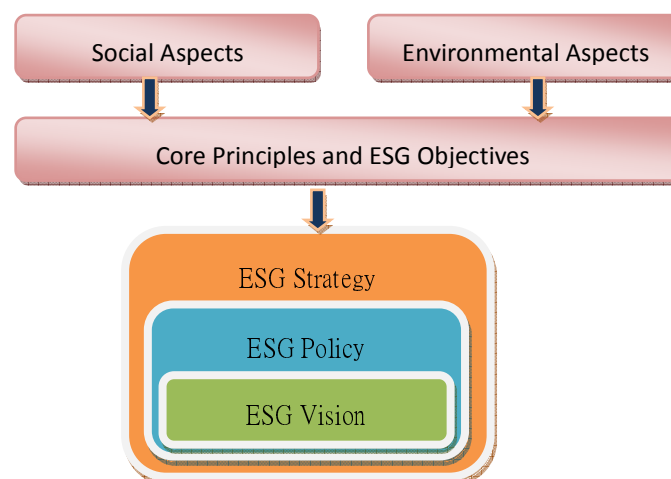 Social Aspects
Environmental Aspects
Core Principles and ESG Objectives
ESG Strategy
ESG Policy
ESG Vision